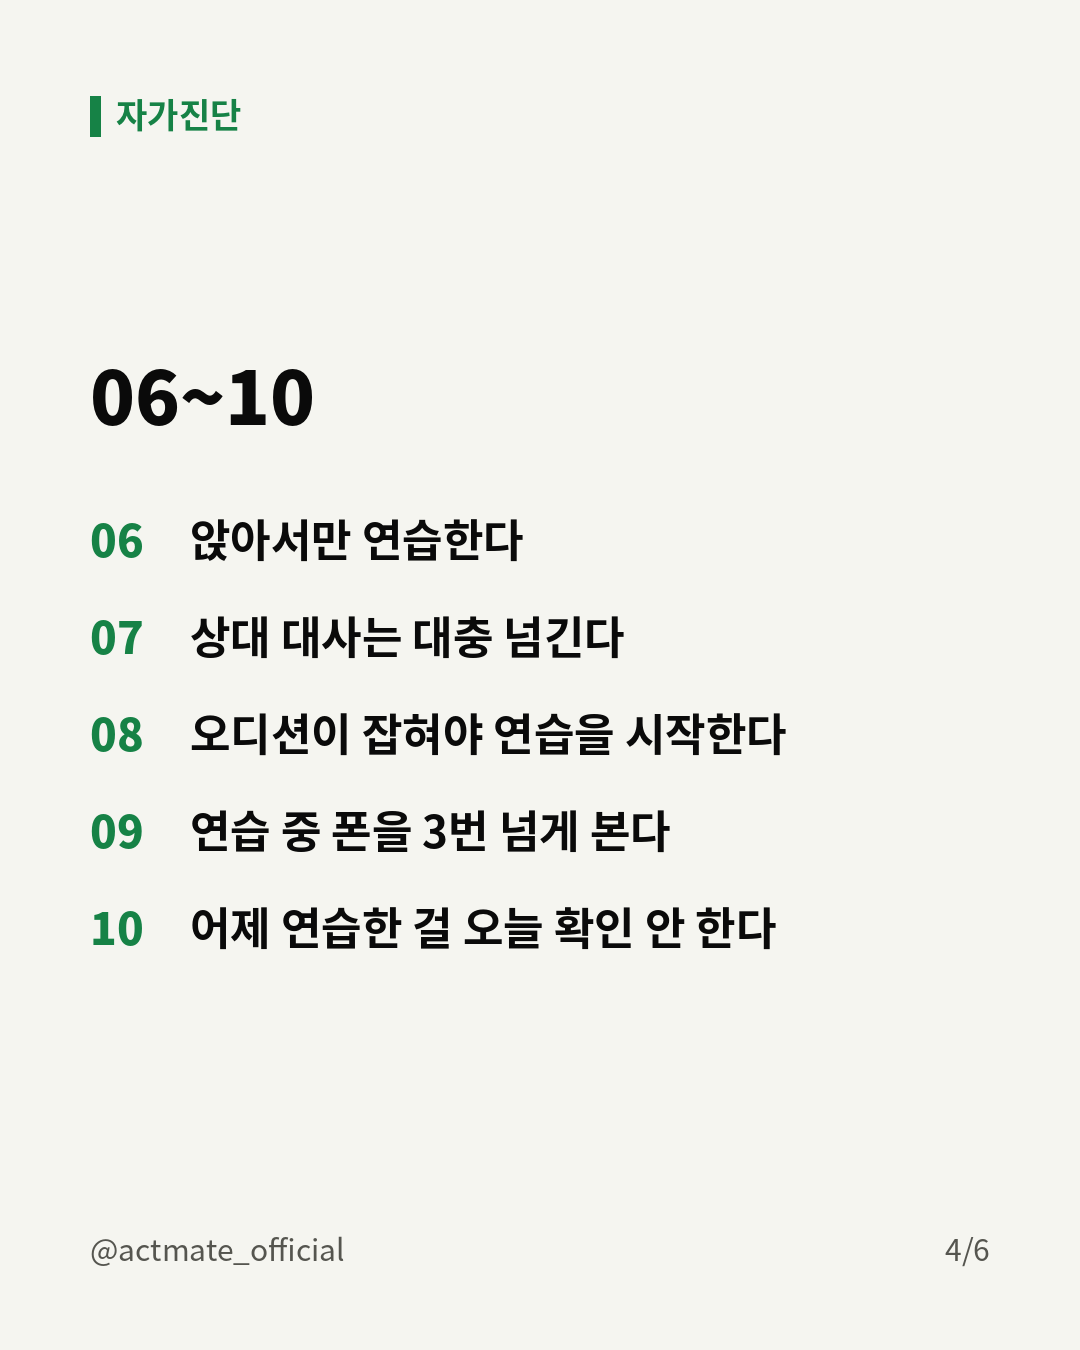 자가진단
06~10
06 앉아서만 연습한다
07 상대 대사는 대충 넘긴다
08 오디션이 잡혀야 연습을 시작한다
09 연습 중 폰을 3번 넘게 본다
10 어제 연습한 걸 오늘 확인 안 한다
@actmate_official
4/6